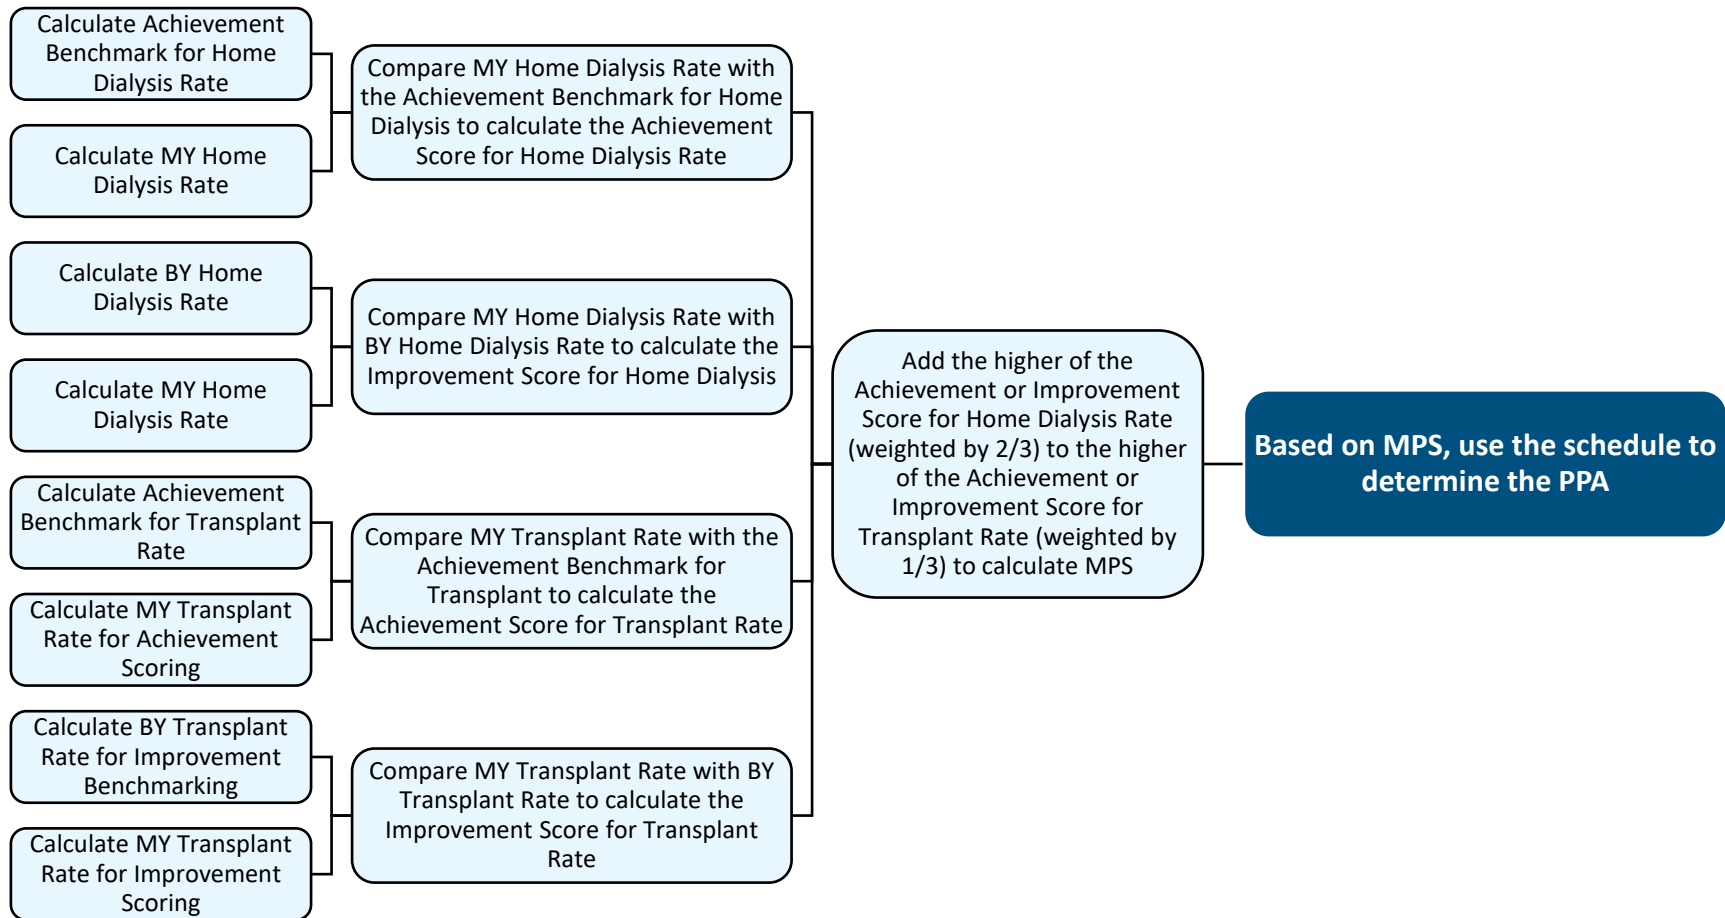 Calculate Achievement
Benchmark for Home
Dialysis Rate
Calculate MY Home
Dialysis Rate
Compare MY Home Dialysis Rate with
the Achievement Benchmark for Home
Dialysis to calculate the Achievement
Score for Home Dialysis Rate
Calculate BY Home
Dialysis Rate
Calculate MY Home
Dialysis Rate
Compare MY Home Dialysis Rate with
BY Home Dialysis Rate to calculate the
Improvement Score for Home Dialysis
Calculate Achievement
Benchmark for Transplant
Rate
Calculate MY Transplant
Rate for Achievement
Scoring
Compare MY Transplant Rate with the
Achievement Benchmark for
Transplant to calculate the
Achievement Score for Transplant Rate
Calculate BY Transplant
Rate for Improvement
Benchmarking
Calculate MY Transplant
Rate for Improvement
Scoring
Compare MY Transplant Rate with BY
Transplant Rate to calculate the
Improvement Score for Transplant
Rate
Add the higher of the
Achievement or Improvement
Score for Home Dialysis Rate
(weighted by 2/3) to the higher
of the Achievement or
Improvement Score for
Transplant Rate (weighted by
1/3) to calculate MPS
Based on MPS, use the schedule to
determine the PPA